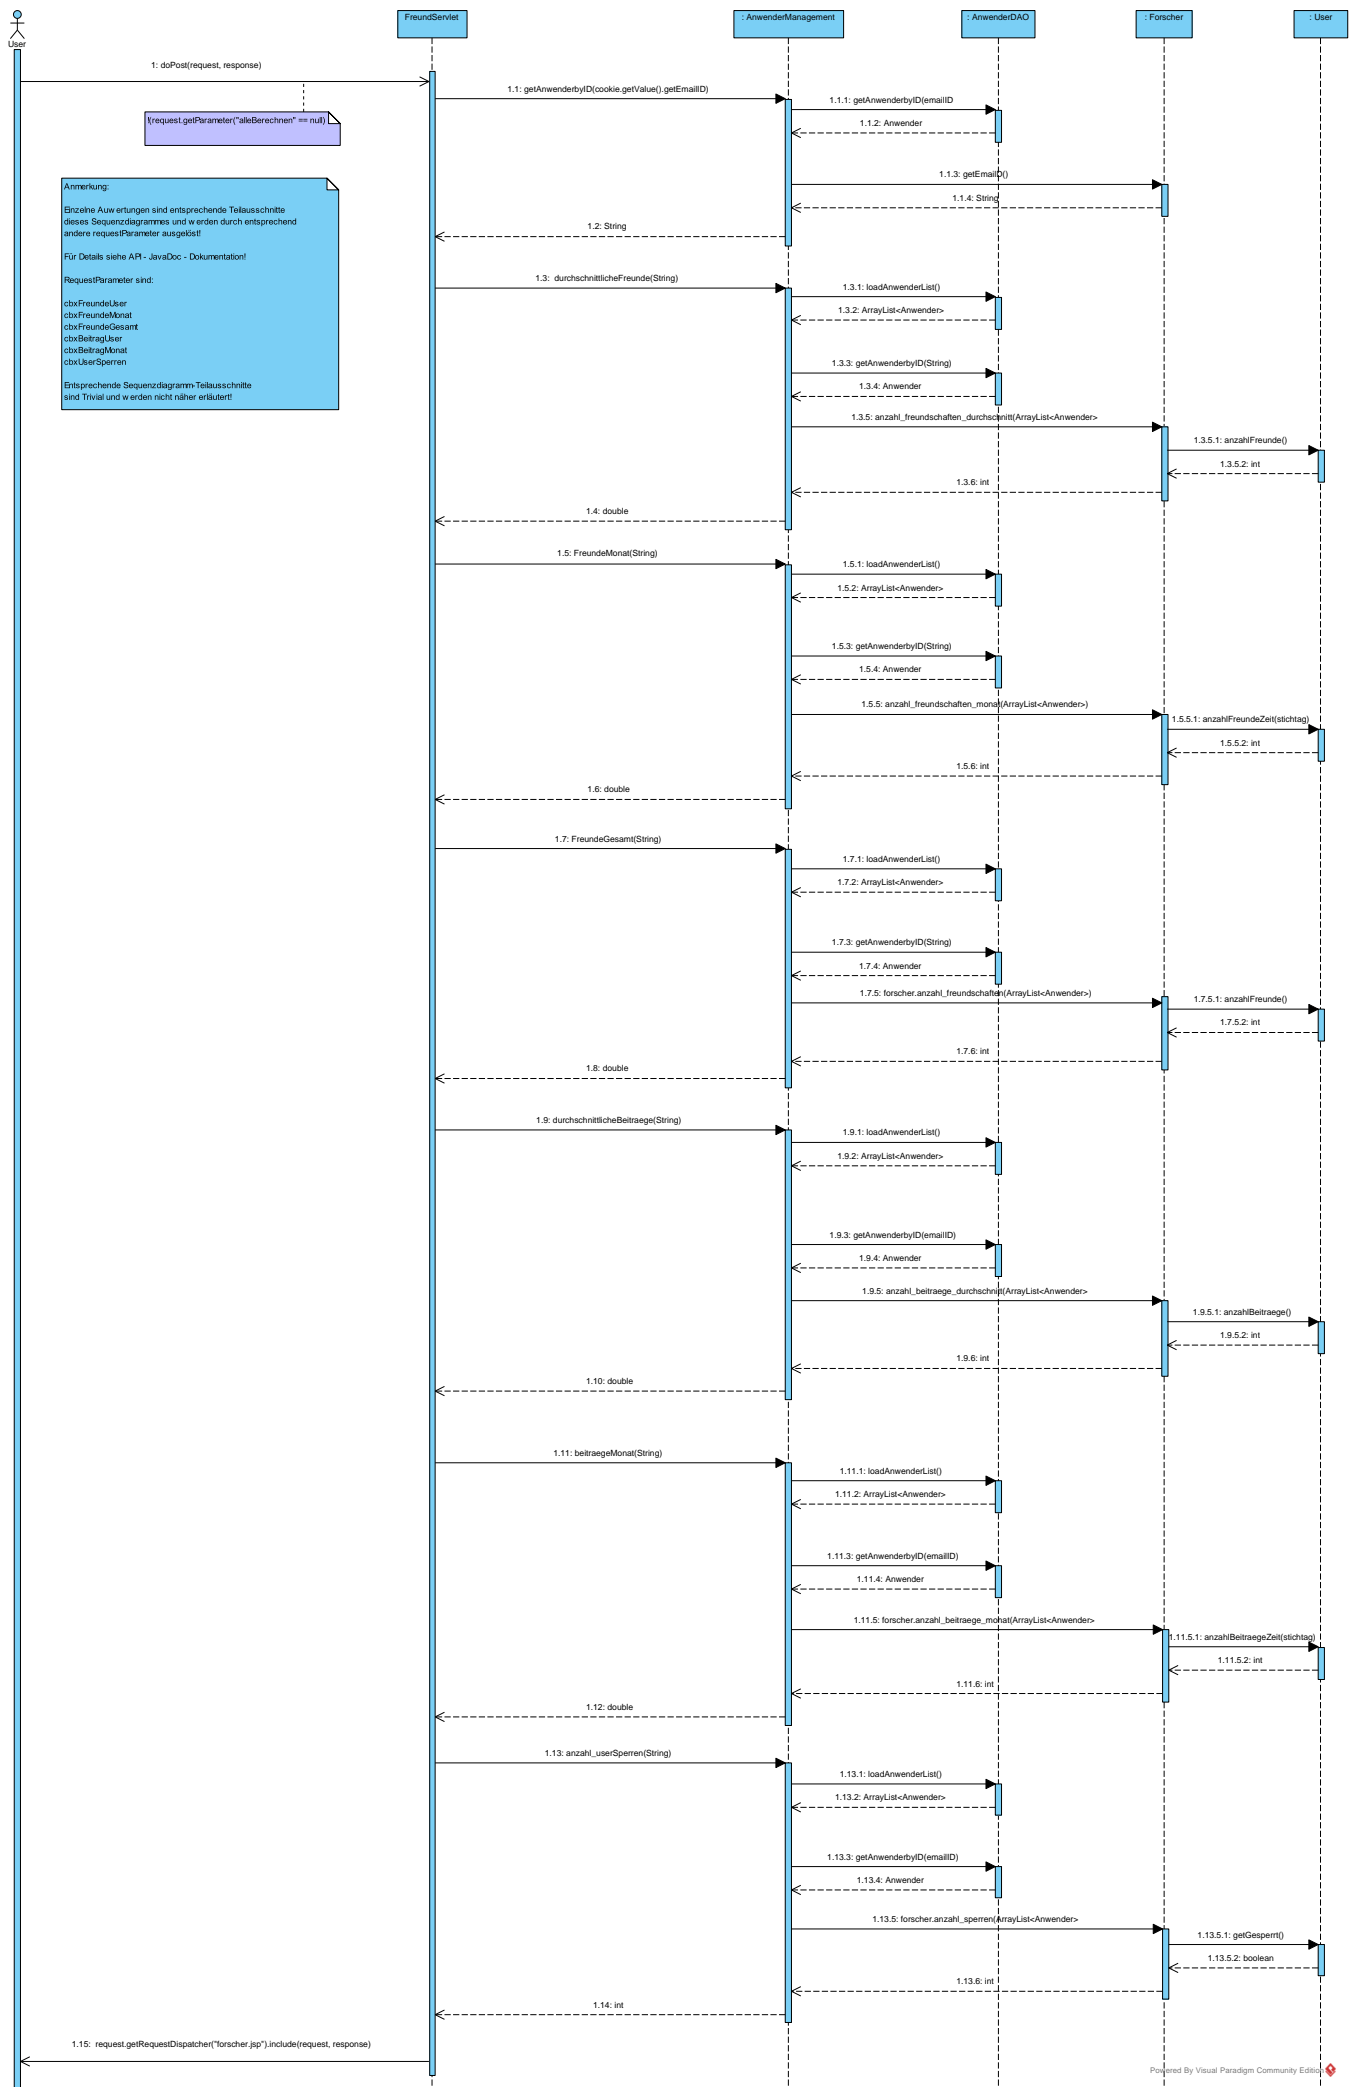 User
FreundServlet
: AnwenderManagement
: AnwenderDAO
: Forscher
: User
1: doPost(request, response)
1.1: getAnwenderbyID(cookie.getValue().getEmailID)
1.1.1: getAnwenderbyID(emailID
!(request.getParameter("alleBerechnen" == null)
1.1.2: Anwender
1.1.3: getEmailID()
1.1.4: String
1.2: String
Anmerkung:
Einzelne Auwertungen sind entsprechende Teilausschnitte
dieses Sequenzdiagrammes und werden durch entsprechend
andere requestParameter ausgelöst!
Für Details siehe API - JavaDoc - Dokumentation!
RequestParameter sind:
cbxFreundeUser
cbxFreundeMonat
cbxFreundeGesamt
cbxBeitragUser
cbxBeitragMonat
cbxUserSperren
Entsprechende Sequenzdiagramm-Teilausschnitte
sind Trivial und werden nicht näher erläutert!
1.3:  durchschnittlicheFreunde(String)
1.3.1: loadAnwenderList()
1.3.2: ArrayList<Anwender>
1.3.3: getAnwenderbyID(String)
1.3.4: Anwender
1.3.5: anzahl_freundschaften_durchschnitt(ArrayList<Anwender>
1.3.5.1: anzahlFreunde()
1.3.5.2: int
1.3.6: int
1.4: double
1.5: FreundeMonat(String)
1.5.1: loadAnwenderList()
1.5.2: ArrayList<Anwender>
1.5.3: getAnwenderbyID(String)
1.5.4: Anwender
1.5.5: anzahl_freundschaften_monat(ArrayList<Anwender>)
1.5.5.1: anzahlFreundeZeit(stichtag)
1.5.5.2: int
1.5.6: int
1.6: double
1.7: FreundeGesamt(String)
1.7.1: loadAnwenderList()
1.7.2: ArrayList<Anwender>
1.7.3: getAnwenderbyID(String)
1.7.4: Anwender
1.7.5: forscher.anzahl_freundschaften(ArrayList<Anwender>)
1.7.5.1: anzahlFreunde()
1.7.5.2: int
1.7.6: int
1.8: double
1.9: durchschnittlicheBeitraege(String)
1.9.1: loadAnwenderList()
1.9.2: ArrayList<Anwender>
1.9.3: getAnwenderbyID(emailID)
1.9.4: Anwender
1.9.5: anzahl_beitraege_durchschnitt(ArrayList<Anwender>
1.9.5.1: anzahlBeitraege()
1.9.5.2: int
1.9.6: int
1.10: double
1.11: beitraegeMonat(String)
1.11.1: loadAnwenderList()
1.11.2: ArrayList<Anwender>
1.11.3: getAnwenderbyID(emailID)
1.11.4: Anwender
1.11.5: forscher.anzahl_beitraege_monat(ArrayList<Anwender>
1.11.5.1: anzahlBeitraegeZeit(stichtag)
1.11.5.2: int
1.11.6: int
1.12: double
1.13: anzahl_userSperren(String)
1.13.1: loadAnwenderList()
1.13.2: ArrayList<Anwender>
1.13.3: getAnwenderbyID(emailID)
1.13.4: Anwender
1.13.5: forscher.anzahl_sperren(ArrayList<Anwender>
1.13.5.1: getGesperrt()
1.13.5.2: boolean
1.13.6: int
1.14: int
1.15:  request.getRequestDispatcher("forscher.jsp").include(request, response)
Powered By Visual Paradigm Community Edition